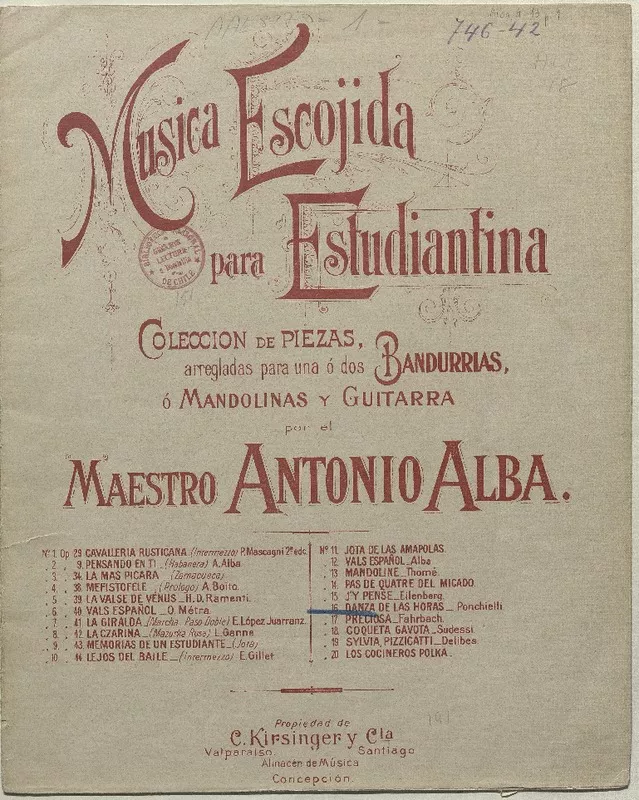 746-42
Musica Escojida
para Estudiantina
BIBLIOTECA NACIONAL
DE CHILE
COLECCION DE PIEZAS,
arregladas para una ó dos BANDURRIAS,
ó MANDOLINAS Y GUITARRA
por el
MAESTRO ANTONIO ALBA.
Nº 1. Op 29 CAVALLERIA RUSTICANA (Intermezzo) P. Mascagni 2ª edc.
" 2 " 9. PENSANDO EN TI (Habanera) A. Alba
" 3 " 34 LA MAS PICARA (Zamacueca)
" 4 " 38. MEFISTOFELE (Prologo) A. Boito.
" 5 " 39 LA VALSE DE VÉNUS _ H. D. Ramenti.
" 6 " 40 VALS ESPAÑOL _ O. Métra.
" 7 " 41 LA GIRALDA (Marcha Paso Doble) E. López Juarranz.
" 8 " 42 LA CZARINA _ (Mazurka Rusa) L. Ganne
" 9 " 43 MEMORIAS DE UN ESTUDIANTE _ (Jota)
" 10 " 44 LEJOS DEL BAILE _ (Intermezzo) E. Gillet
Nº 11. JOTA DE LAS AMAPOLAS.
" 12 VALS ESPAÑOL _ Alba
" 13 MANDOLINE _ Thomé.
" 14 PAS DE QUATRE DEL MICADO.
" 15 J'Y PENSE _ Eilenberg.
" 16 DANZA DE LAS HORAS _ Ponchielli
" 17 PRECIOSA _ Fahrbach.
" 18 COQUETA GAVOTA _ Sudessi.
" 19 SYLVIA PIZZICATTI _ Delibes
" 20 LOS COCINEROS POLKA.
Propiedad de
C. Kirsinger y Cía
Valparaiso. Santiago
Almacén de Música
Concepción.